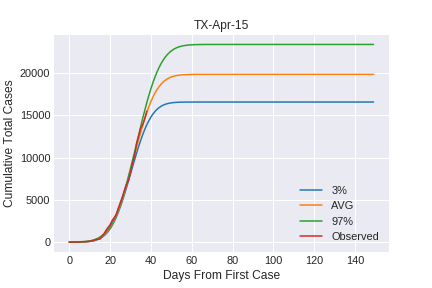 TX-Apr-15
Cumulative Total Cases
20000
15000
10000
5000
0
3%
AVG
97%
Observed
0 20 40 60 80 100 120 140
Days From First Case